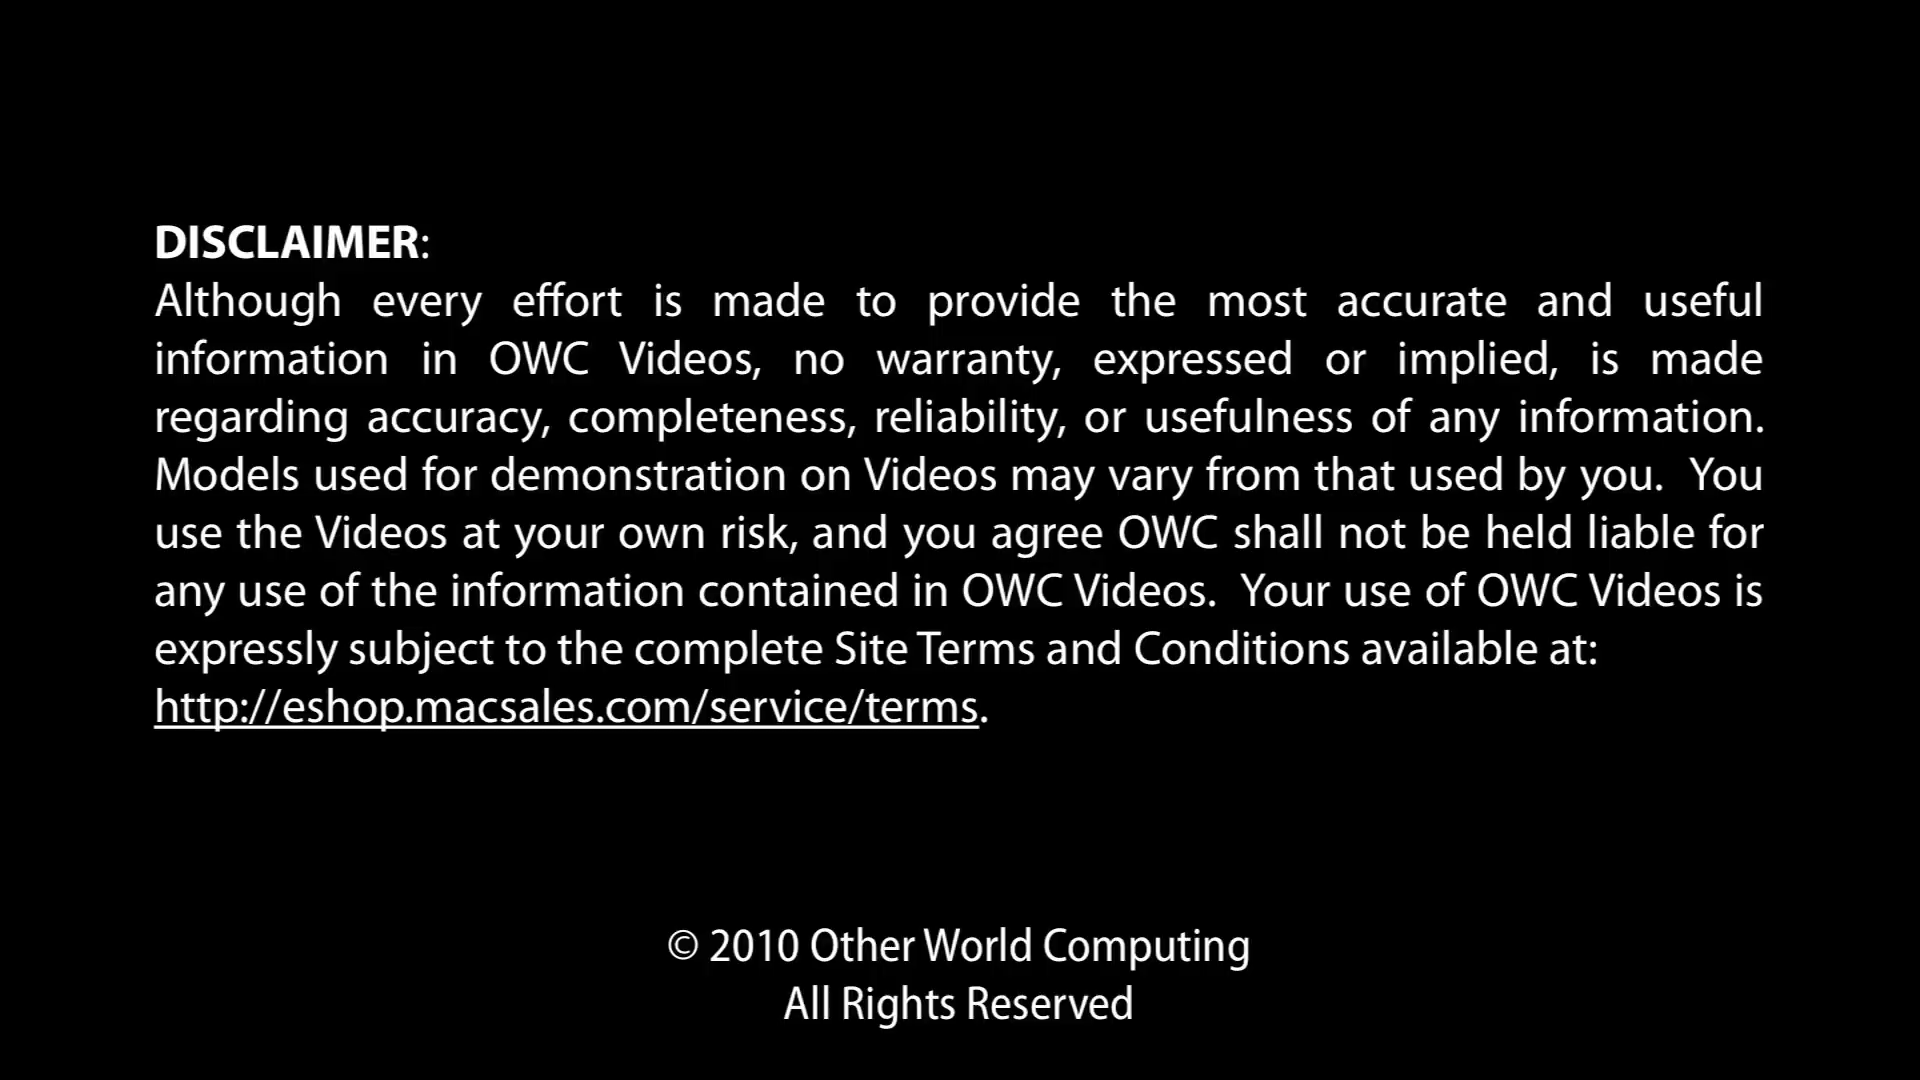 DISCLAIMER:
Although every effort is made to provide the most accurate and useful
information in OWC Videos, no warranty, expressed or implied, is made
regarding accuracy, completeness, reliability, or usefulness of any information.
Models used for demonstration on Videos may vary from that used by you.  You
use the Videos at your own risk, and you agree OWC shall not be held liable for
any use of the information contained in OWC Videos.  Your use of OWC Videos is
expressly subject to the complete Site Terms and Conditions available at:
http://eshop.macsales.com/service/terms.
© 2010 Other World Computing
All Rights Reserved